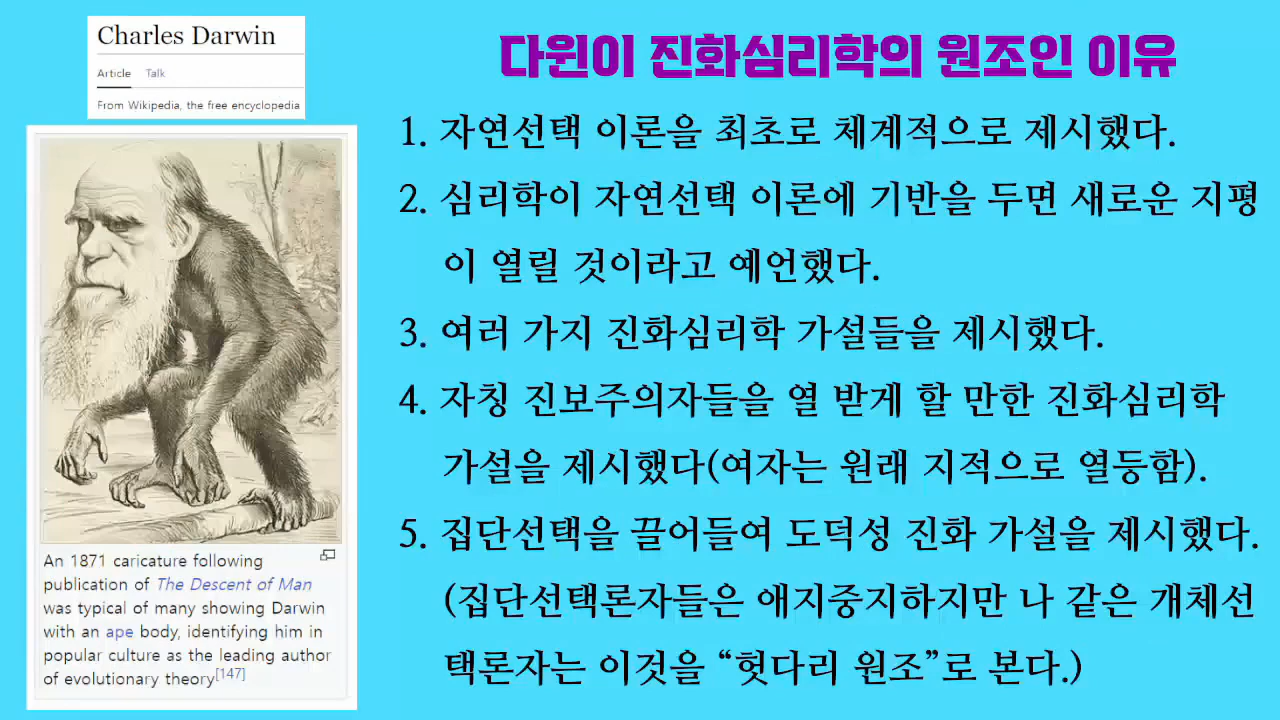 Charles Darwin
Article Talk
From Wikipedia, the free encyclopedia
An 1871 caricature following
publication of The Descent of Man
was typical of many showing Darwin
with an ape body, identifying him in
popular culture as the leading author
of evolutionary theory[147]
다윈이 진화심리학의 원조인 이유
1. 자연선택 이론을 최초로 체계적으로 제시했다.
2. 심리학이 자연선택 이론에 기반을 두면 새로운 지평
이 열릴 것이라고 예언했다.
3. 여러 가지 진화심리학 가설들을 제시했다.
4. 자칭 진보주의자들을 열 받게 할 만한 진화심리학
가설을 제시했다(여자는 원래 지적으로 열등함).
5. 집단선택을 끌어들여 도덕성 진화 가설을 제시했다.
(집단선택론자들은 애지중지하지만 나 같은 개체선
택론자는 이것을 “헛다리 원조”로 본다.)